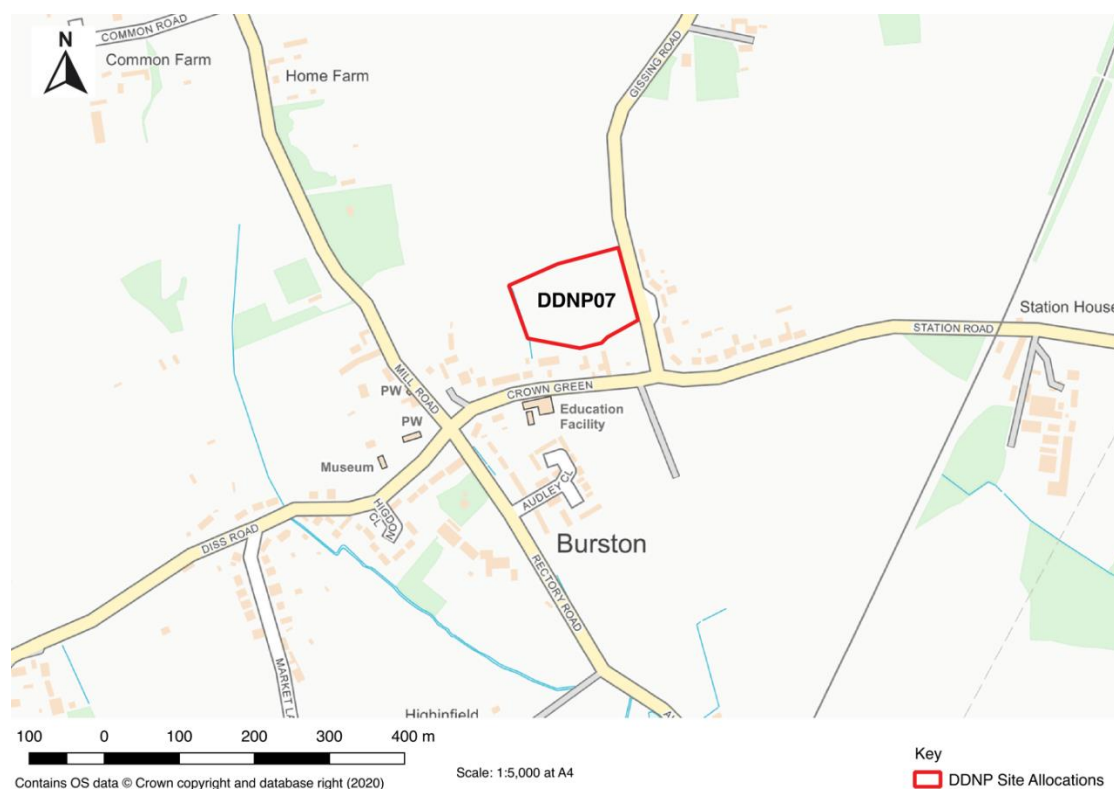 N
COMMON ROAD
Common Farm
Home Farm
GISSING ROAD
DDNP07
Station House
STATION ROAD
MILL ROAD
PW
CROWN GREEN
PW
Education
Facility
Museum
AUDLEY CL
HIGDON
CL
DISS ROAD
Burston
RECTORY ROAD
MARKET LA
Highinfield
100 0 100 200 300 400 m
Scale: 1:5,000 at A4
Contains OS data © Crown copyright and database right (2020)
Key
DDNP Site Allocations